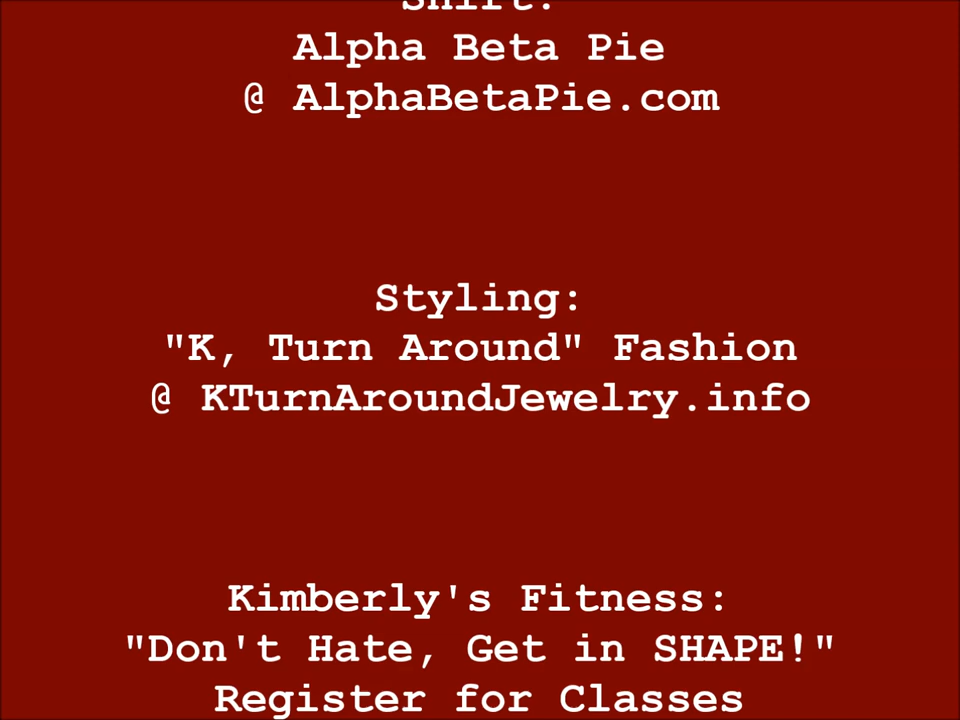 Alpha Beta Pie
@ AlphaBetaPie.com
Styling:
"K, Turn Around" Fashion
@ KTurnAroundJewelry.info
Kimberly's Fitness:
"Don't Hate, Get in SHAPE!"
Register for Classes